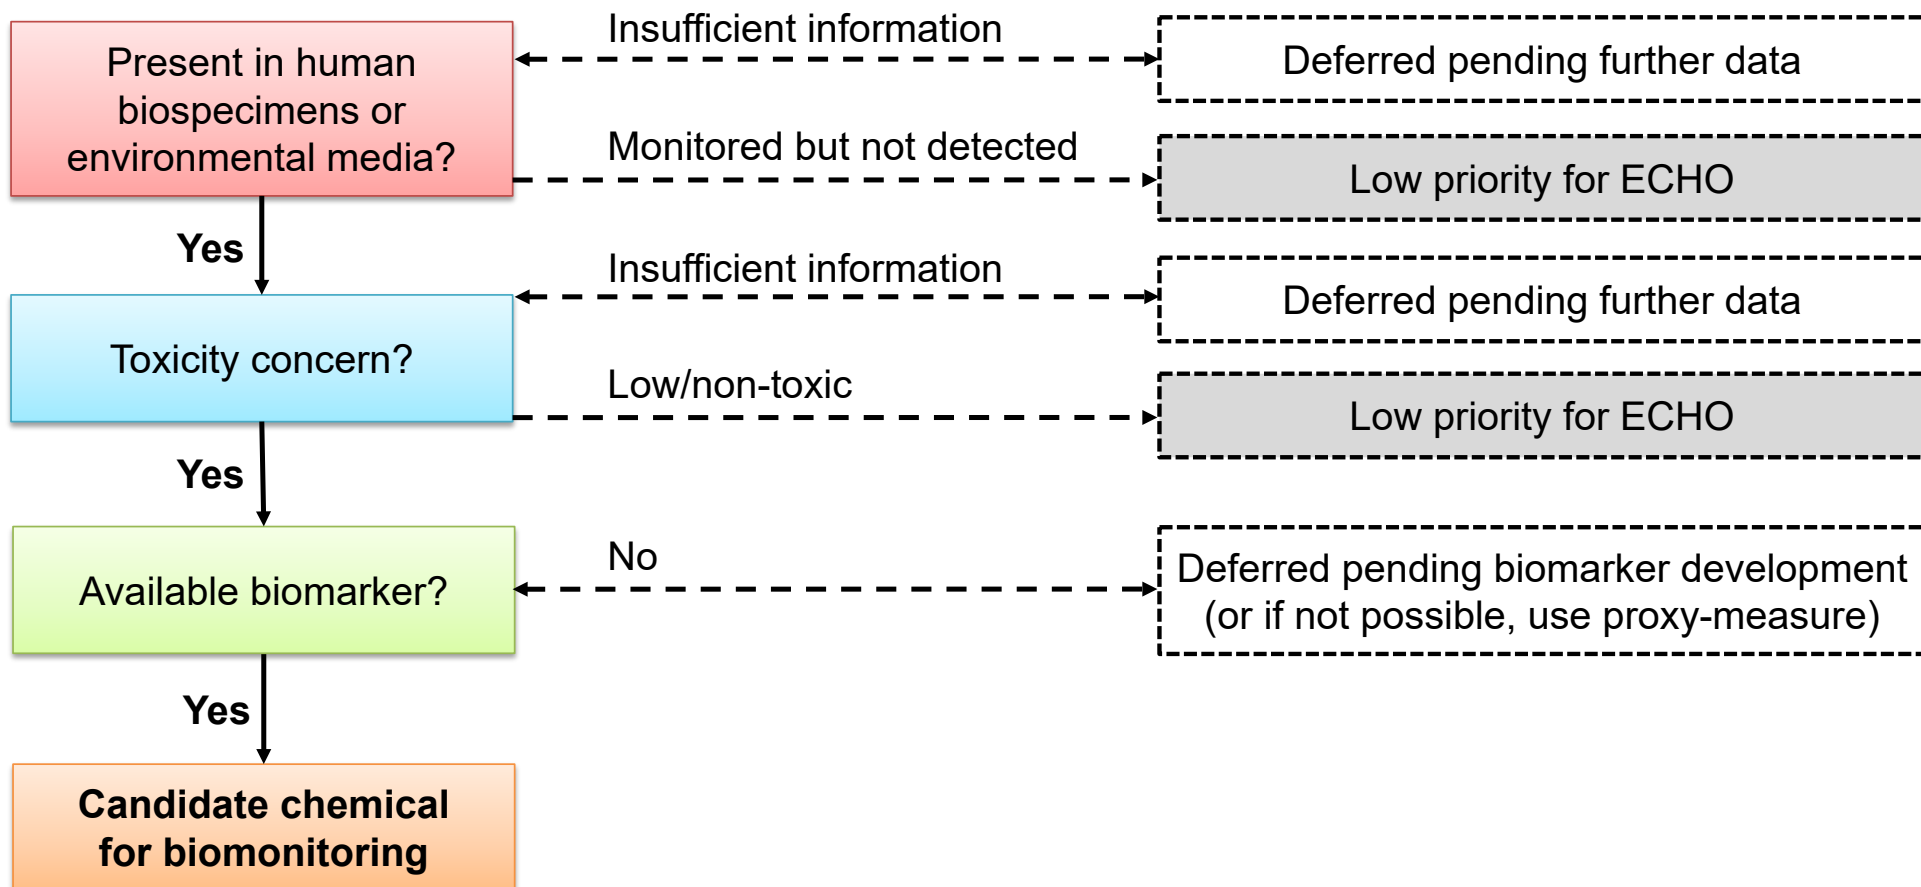 Present in human
biospecimens or
environmental media?
Insufficient information
Deferred pending further data
Monitored but not detected
Low priority for ECHO
Yes
Toxicity concern?
Insufficient information
Deferred pending further data
Low/non-toxic
Low priority for ECHO
Yes
Available biomarker?
No
Deferred pending biomarker development
(or if not possible, use proxy-measure)
Yes
Candidate chemical
for biomonitoring